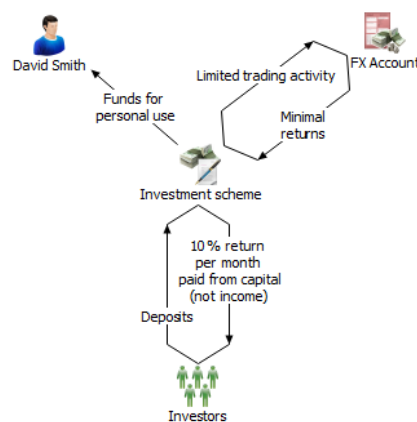 David Smith
FX Account
Limited trading activity
Funds for
personal use
Minimal
returns
Investment scheme
10% return
per month
paid from capital
(not income)
Deposits
Investors